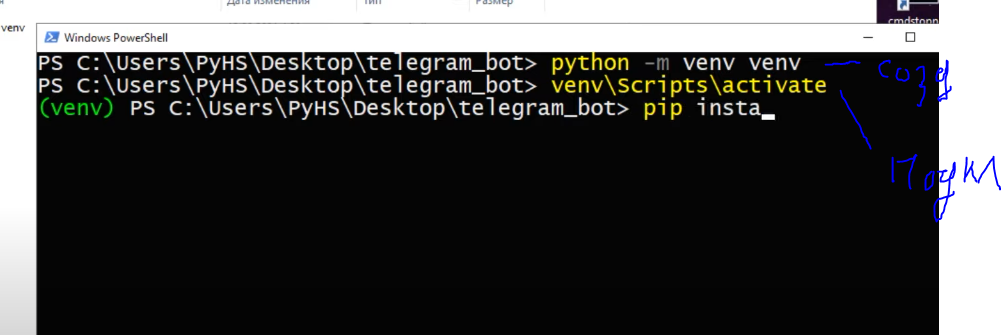 Дата изменения Тип Размер
venv
cmdstopp
Windows PowerShell
PS C:\Users\PyHS\Desktop\telegram_bot> python -m venv venv
созд
PS C:\Users\PyHS\Desktop\telegram_bot> venv\Scripts\activate
(venv) PS C:\Users\PyHS\Desktop\telegram_bot> pip insta
подкл